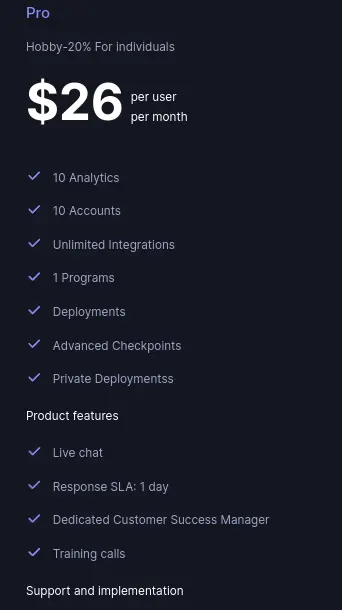 Pro
Hobby-20% For individuals
$26 per user
per month
10 Analytics
10 Accounts
Unlimited Integrations
1 Programs
Deployments
Advanced Checkpoints
Private Deploymentss
Product features
Live chat
Response SLA: 1 day
Dedicated Customer Success Manager
Training calls
Support and implementation